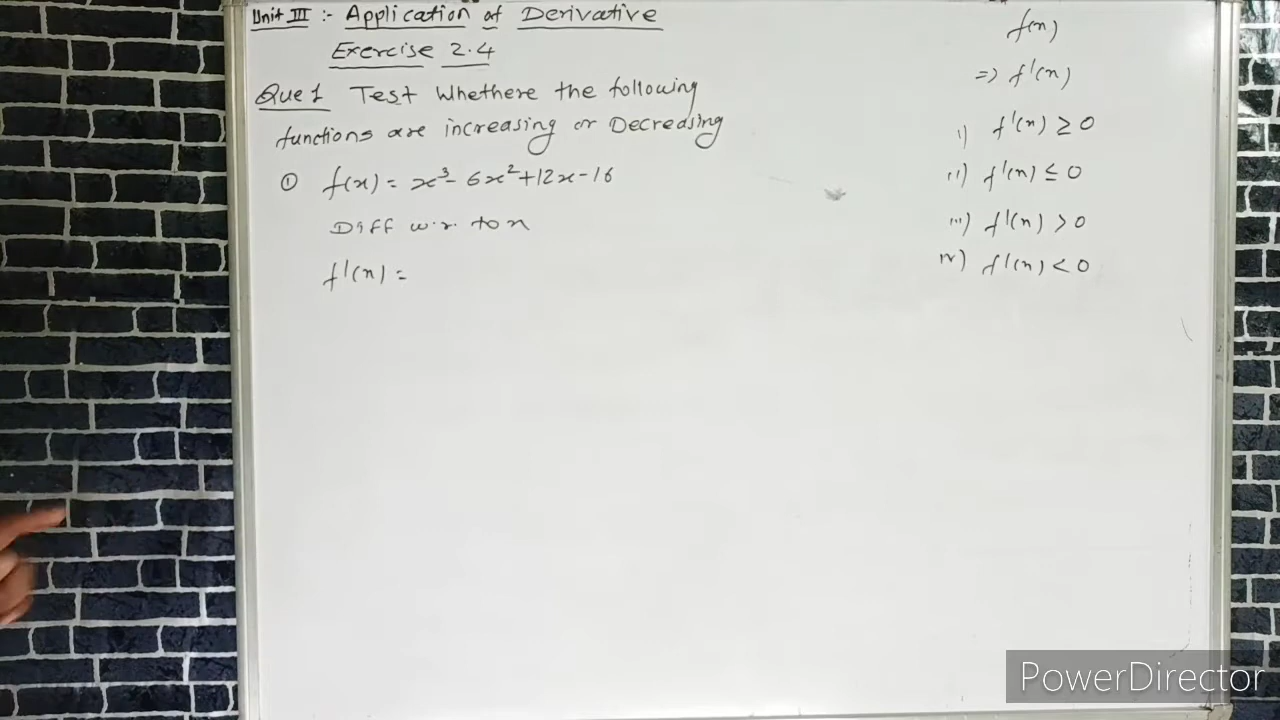 Unit III :- Application of Derivative
Exercise 2.4
Que 1 Test Whethere the following
functions are increasing or Decreasing
① f(x) = x³- 6x²+12x-16
Diff w.r. to x
f'(x) =
f(x)
=> f'(x)
i) f'(x) ≥ 0
ii) f'(x) ≤ 0
iii) f'(x) > 0
iv) f'(x) < 0
PowerDirector